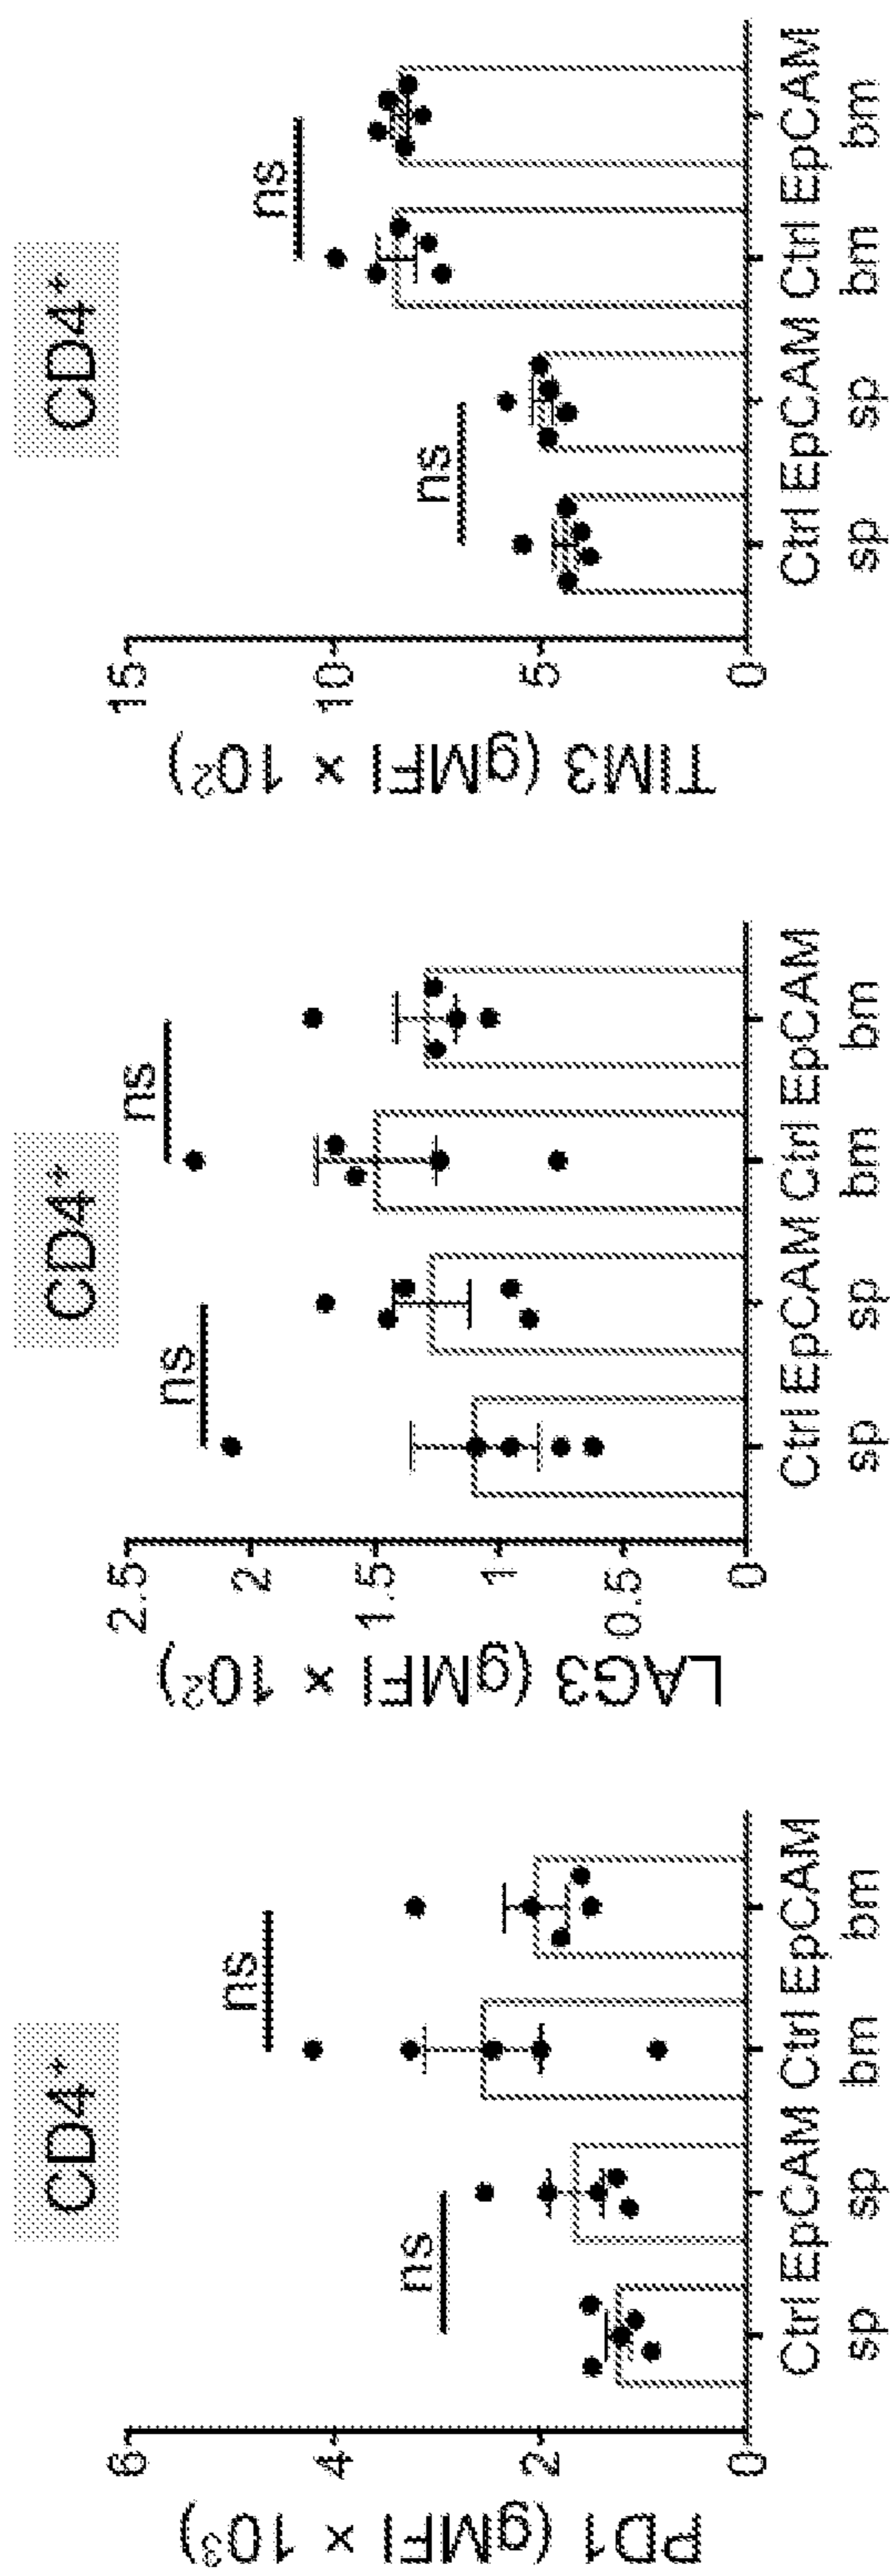 CD4⁺
PD1 (gMFI × 10³)
6
4
2
0
ns
ns
Ctrl EpCAM Ctrl EpCAM
sp sp bm bm
CD4⁺
LAG3 (gMFI × 10²)
2.5
2
1.5
1
0.5
0
ns
ns
Ctrl EpCAM Ctrl EpCAM
sp sp bm bm
CD4⁺
TIM3 (gMFI × 10²)
15
10
5
0
ns
ns
Ctrl EpCAM Ctrl EpCAM
sp sp bm bm